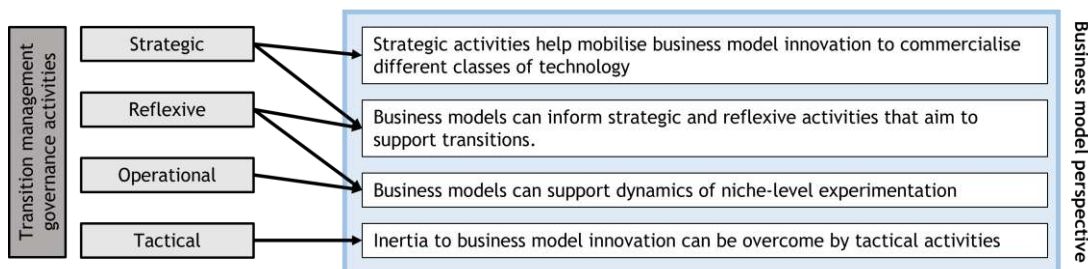 Transition management
governance activities
Strategic
Reflexive
Operational
Tactical
Strategic activities help mobilise business model innovation to commercialise
different classes of technology
Business models can inform strategic and reflexive activities that aim to
support transitions.
Business models can support dynamics of niche-level experimentation
Inertia to business model innovation can be overcome by tactical activities
Business model perspective